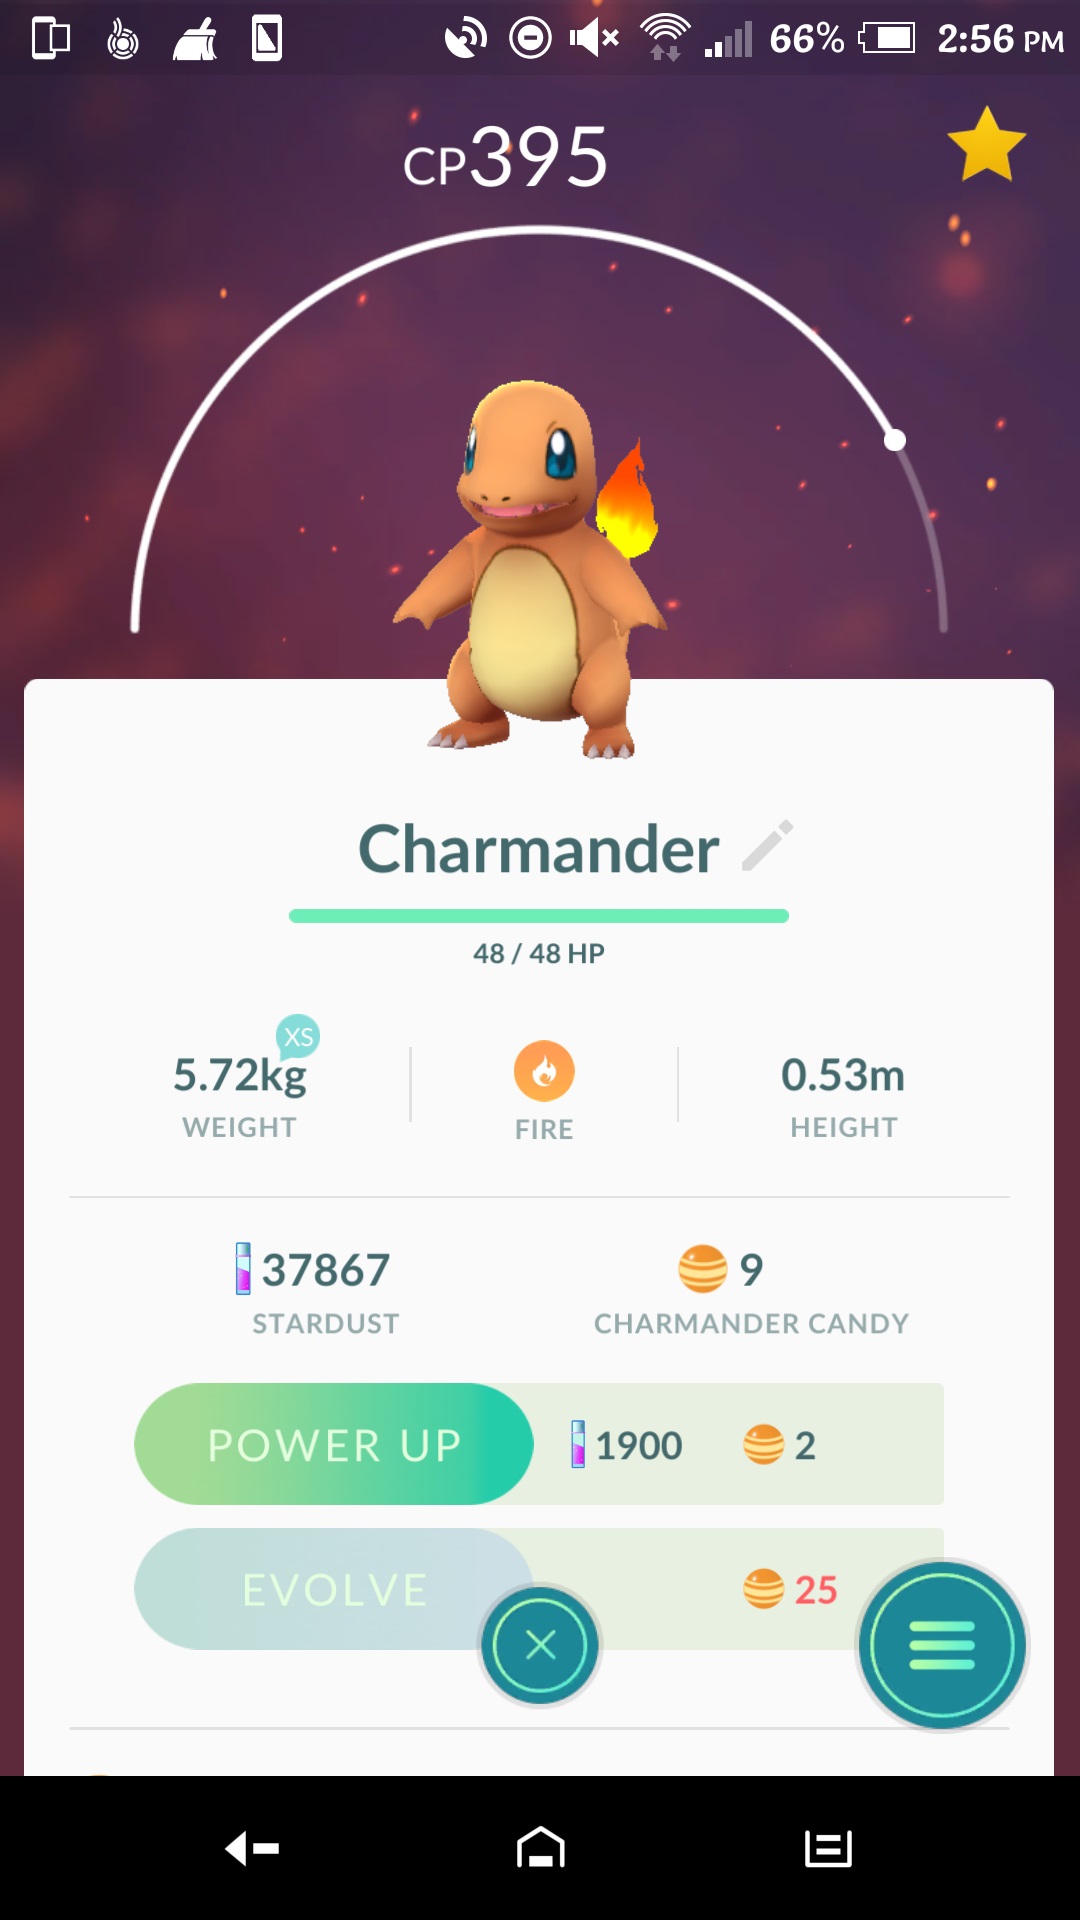 66% 2:56 PM
CP395
Charmander
48 / 48 HP
XS
5.72kg
WEIGHT
FIRE
0.53m
HEIGHT
37867
STARDUST
9
CHARMANDER CANDY
POWER UP 1900 2
EVOLVE 25